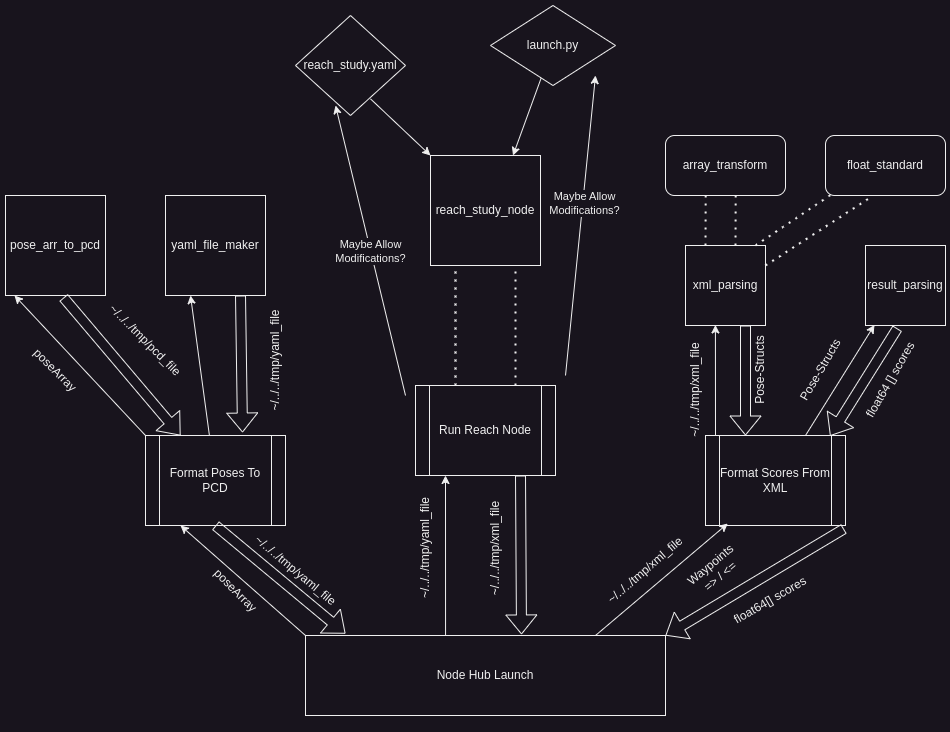 launch.py
reach_study.yaml
array_transform
float_standard
Maybe Allow
Modifications?
reach_study_node
pose_arr_to_pcd
yaml_file_maker
Maybe Allow
Modifications?
xml_parsing
result_parsing
~/../../tmp/pcd_file
poseArray
~/../../tmp/yaml_file
~/../../tmp/xml_file
Pose-Structs
Pose-Structs
float64 [] scores
Run Reach Node
Format Poses To
PCD
Format Scores From
XML
~/../../tmp/yaml_file
poseArray
~/../../tmp/yaml_file
~/../../tmp/xml_file
~/../../tmp/xml_file
Waypoints
=> / <=
float64[] scores
Node Hub Launch